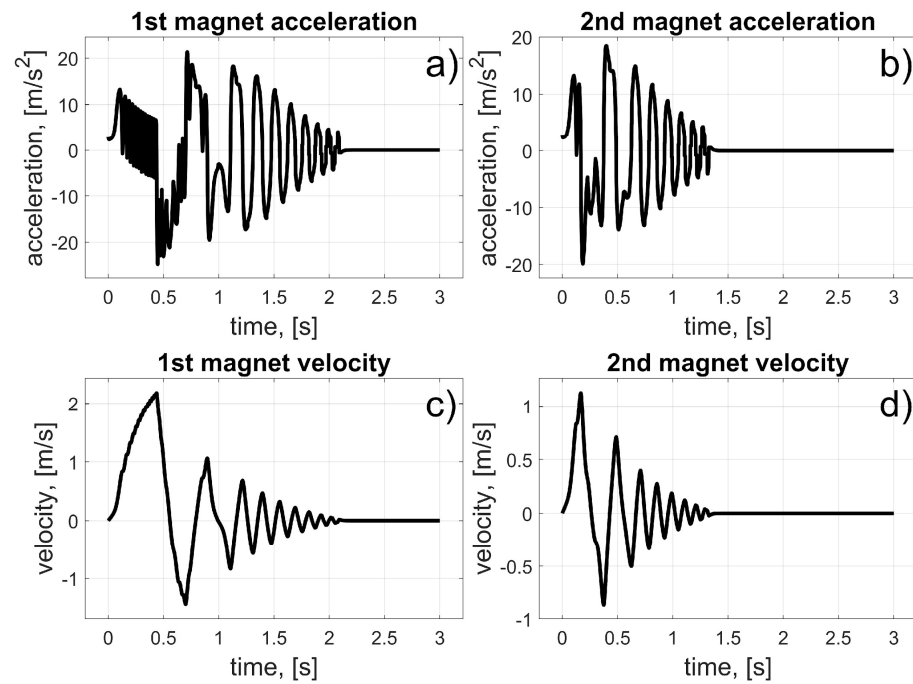 1st magnet acceleration
a)
acceleration, [m/s²]
20
10
0
-10
-20
0 0.5 1 1.5 2 2.5 3
time, [s]
2nd magnet acceleration
b)
acceleration, [m/s²]
20
10
0
-10
-20
0 0.5 1 1.5 2 2.5 3
time, [s]
1st magnet velocity
c)
velocity, [m/s]
2
1
0
-1
0 0.5 1 1.5 2 2.5 3
time, [s]
2nd magnet velocity
d)
velocity, [m/s]
1
0.5
0
-0.5
-1
0 0.5 1 1.5 2 2.5 3
time, [s]